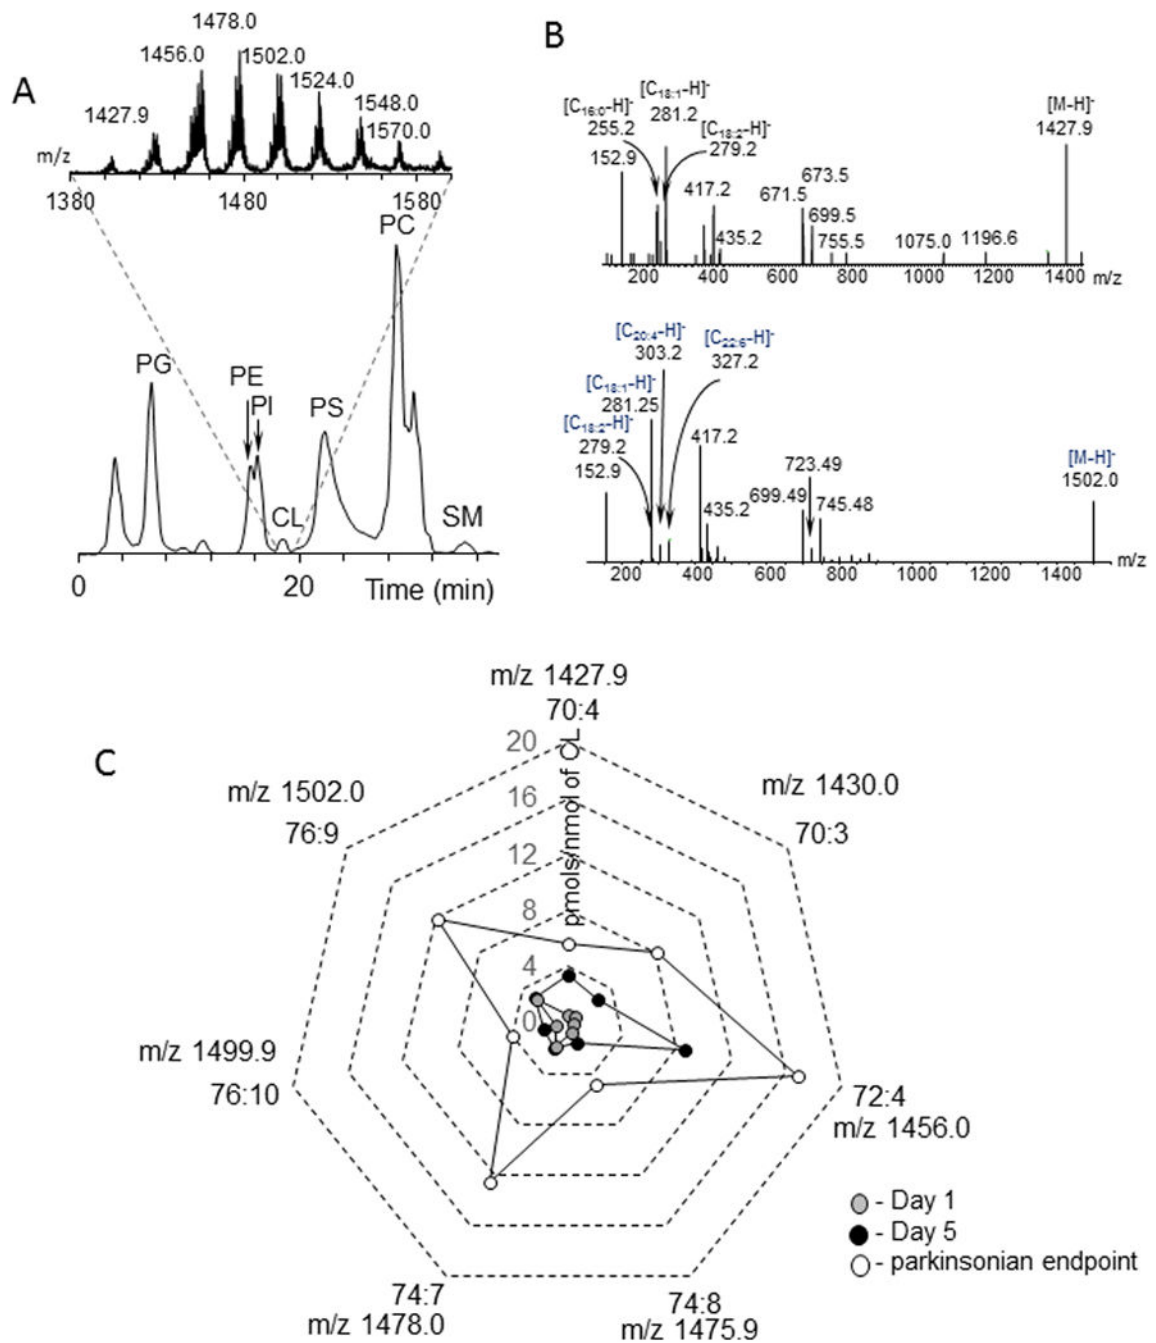 A
1427.9
1456.0
1478.0
1502.0
1524.0
1548.0
1570.0
m/z
1380
1480
1580
PG
PE
PI
CL
PS
PC
SM
0
20
Time (min)
B
[C16:0-H]-
255.2
152.9
[C18:1-H]-
281.2
[C18:2-H]-
279.2
417.2
435.2
671.5
673.5
699.5
755.5
1075.0
1196.6
[M-H]-
1427.9
200
400
600
800
1000
1200
1400
m/z
[C20:4-H]-
303.2
[C22:6-H]-
327.2
[C18:1-H]-
281.25
[C18:2-H]-
279.2
152.9
417.2
435.2
723.49
699.49
745.48
[M-H]-
1502.0
200
400
600
800
1000
1200
1400
m/z
C
m/z 1427.9
70:4
m/z 1430.0
70:3
72:4
m/z 1456.0
74:8
m/z 1475.9
74:7
m/z 1478.0
m/z 1499.9
76:10
m/z 1502.0
76:9
20
16
12
8
4
0
pmols/nmol of CL
- Day 1
- Day 5
- parkinsonian endpoint